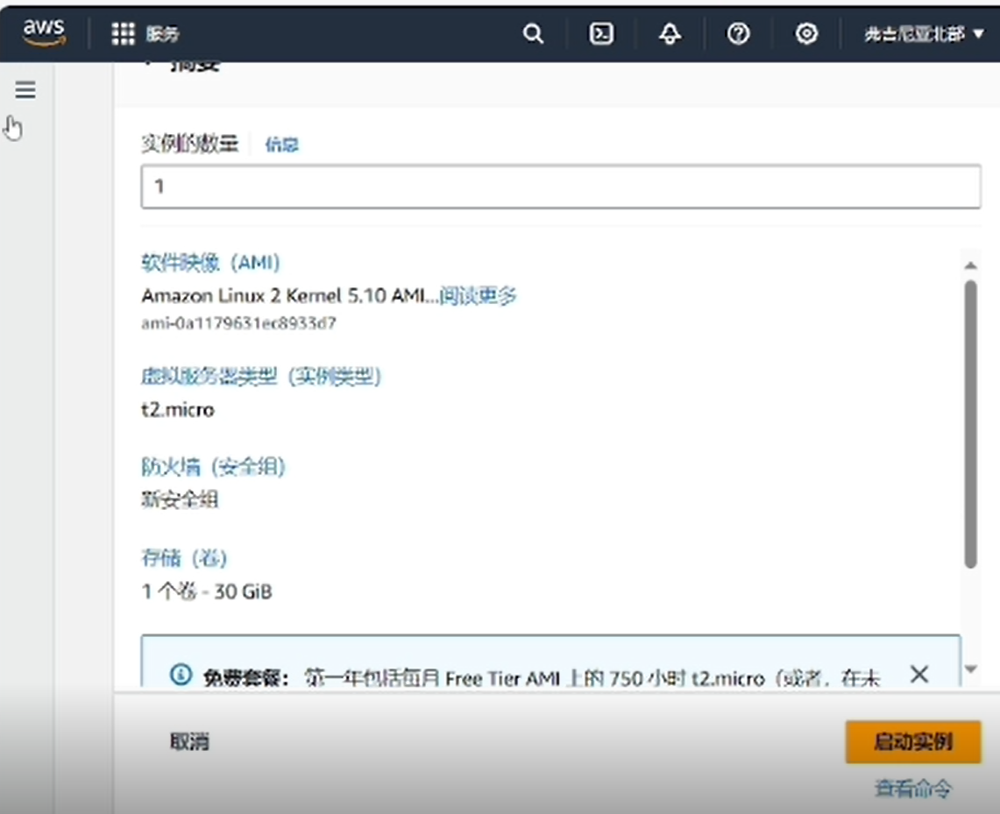 aws
服务
弗吉尼亚北部
摘要
实例的数量
信息
1
软件映像（AMI）
Amazon Linux 2 Kernel 5.10 AMI...阅读更多
ami-0a1179631ec8933d7
虚拟服务器类型（实例类型）
t2.micro
防火墙（安全组）
新安全组
存储（卷）
1 个卷 - 30 GiB
免费套餐： 第一年包括每月 Free Tier AMI 上的 750 小时 t2.micro（或者，在未
取消
启动实例
查看命令